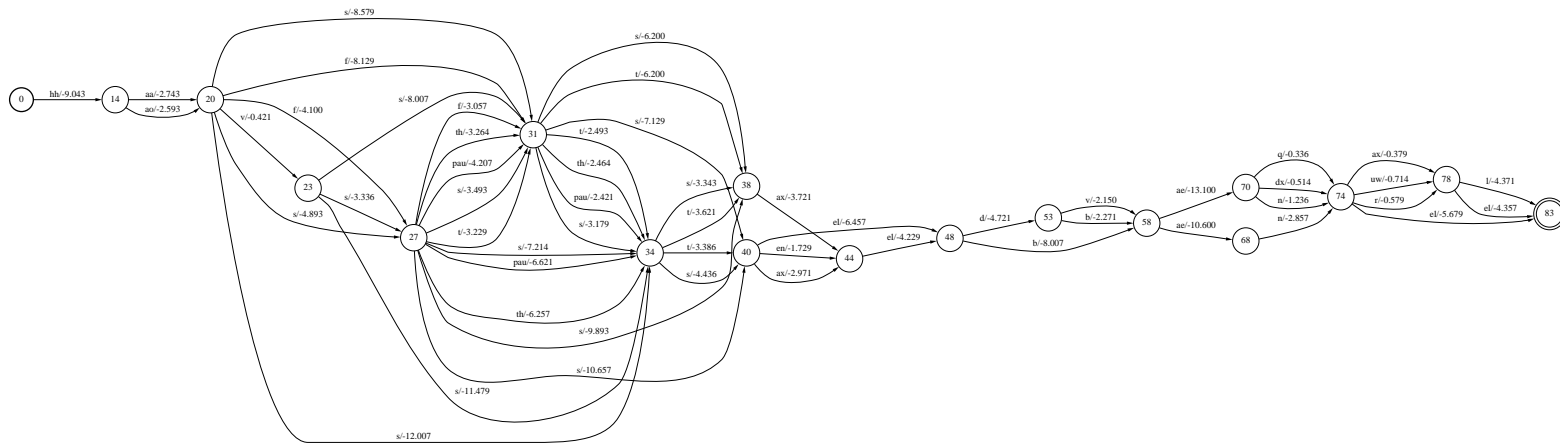 0
hh/-9.043
14
aa/-2.743
ao/-2.593
20
s/-8.579
f/-8.129
f/-4.100
v/-0.421
s/-4.893
s/-12.007
23
s/-8.007
s/-3.336
s/-11.479
27
f/-3.057
th/-3.264
pau/-4.207
s/-3.493
t/-3.229
s/-7.214
pau/-6.621
th/-6.257
s/-9.893
s/-10.657
31
s/-6.200
t/-6.200
s/-7.129
t/-2.493
th/-2.464
pau/-2.421
s/-3.179
34
s/-3.343
t/-3.621
t/-3.386
s/-4.436
38
ax/-3.721
40
el/-6.457
en/-1.729
ax/-2.971
44
el/-4.229
48
d/-4.721
b/-8.007
53
v/-2.150
b/-2.271
58
ae/-13.100
ae/-10.600
70
q/-0.336
dx/-0.514
n/-1.236
68
n/-2.857
74
ax/-0.379
uw/-0.714
r/-0.579
el/-5.679
78
l/-4.371
el/-4.357
83